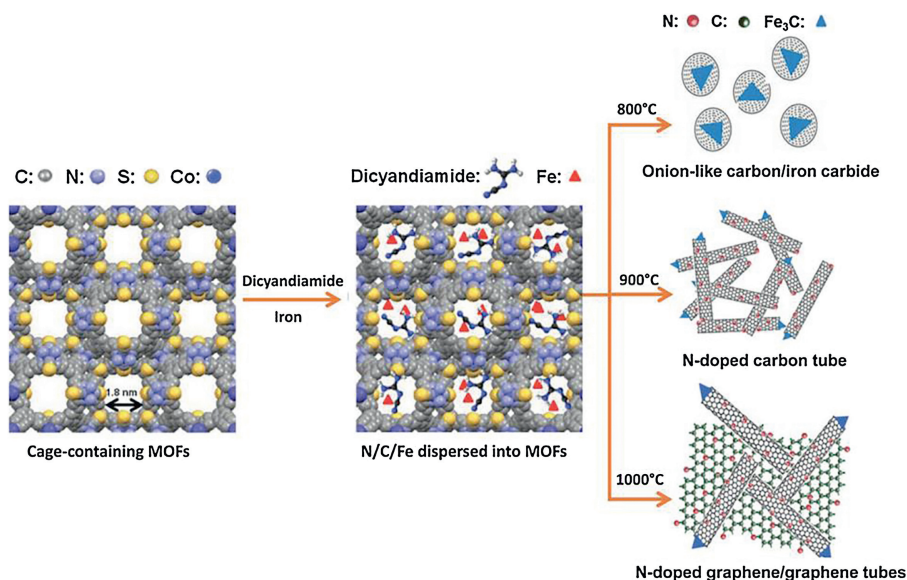 N: C: Fe₃C:
800°C
Onion-like carbon/iron carbide
C: N: S: Co:
Dicyandiamide: Fe:
Dicyandiamide
Iron
900°C
N-doped carbon tube
1.8 nm
Cage-containing MOFs
N/C/Fe dispersed into MOFs
1000°C
N-doped graphene/graphene tubes